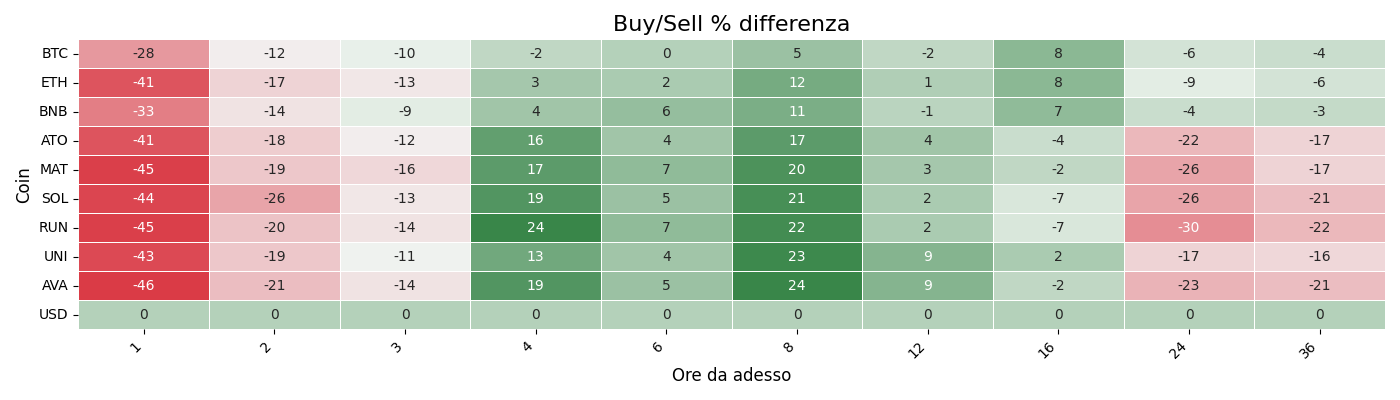 Buy/Sell % differenza
Coin
BTC -28 -12 -10 -2 0 5 -2 8 -6 -4
ETH -41 -17 -13 3 2 12 1 8 -9 -6
BNB -33 -14 -9 4 6 11 -1 7 -4 -3
ATO -41 -18 -12 16 4 17 4 -4 -22 -17
MAT -45 -19 -16 17 7 20 3 -2 -26 -17
SOL -44 -26 -13 19 5 21 2 -7 -26 -21
RUN -45 -20 -14 24 7 22 2 -7 -30 -22
UNI -43 -19 -11 13 4 23 9 2 -17 -16
AVA -46 -21 -14 19 5 24 9 -2 -23 -21
USD 0 0 0 0 0 0 0 0 0 0
1 2 3 4 6 8 12 16 24 36
Ore da adesso